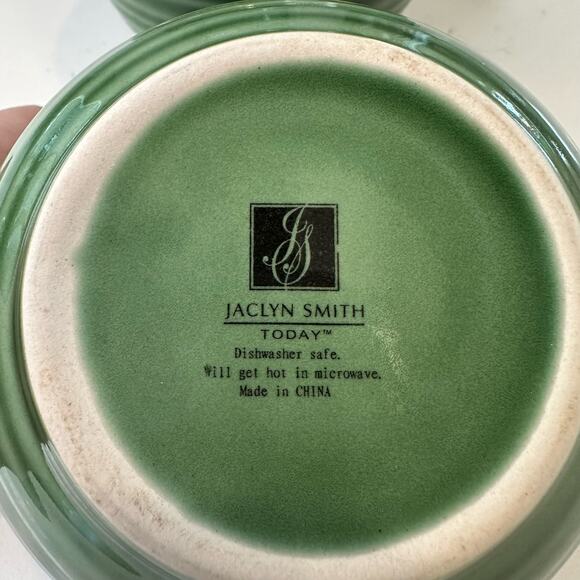 JS
JACLYN SMITH
TODAY™
Dishwasher safe.
Will get hot in microwave.
Made in CHINA